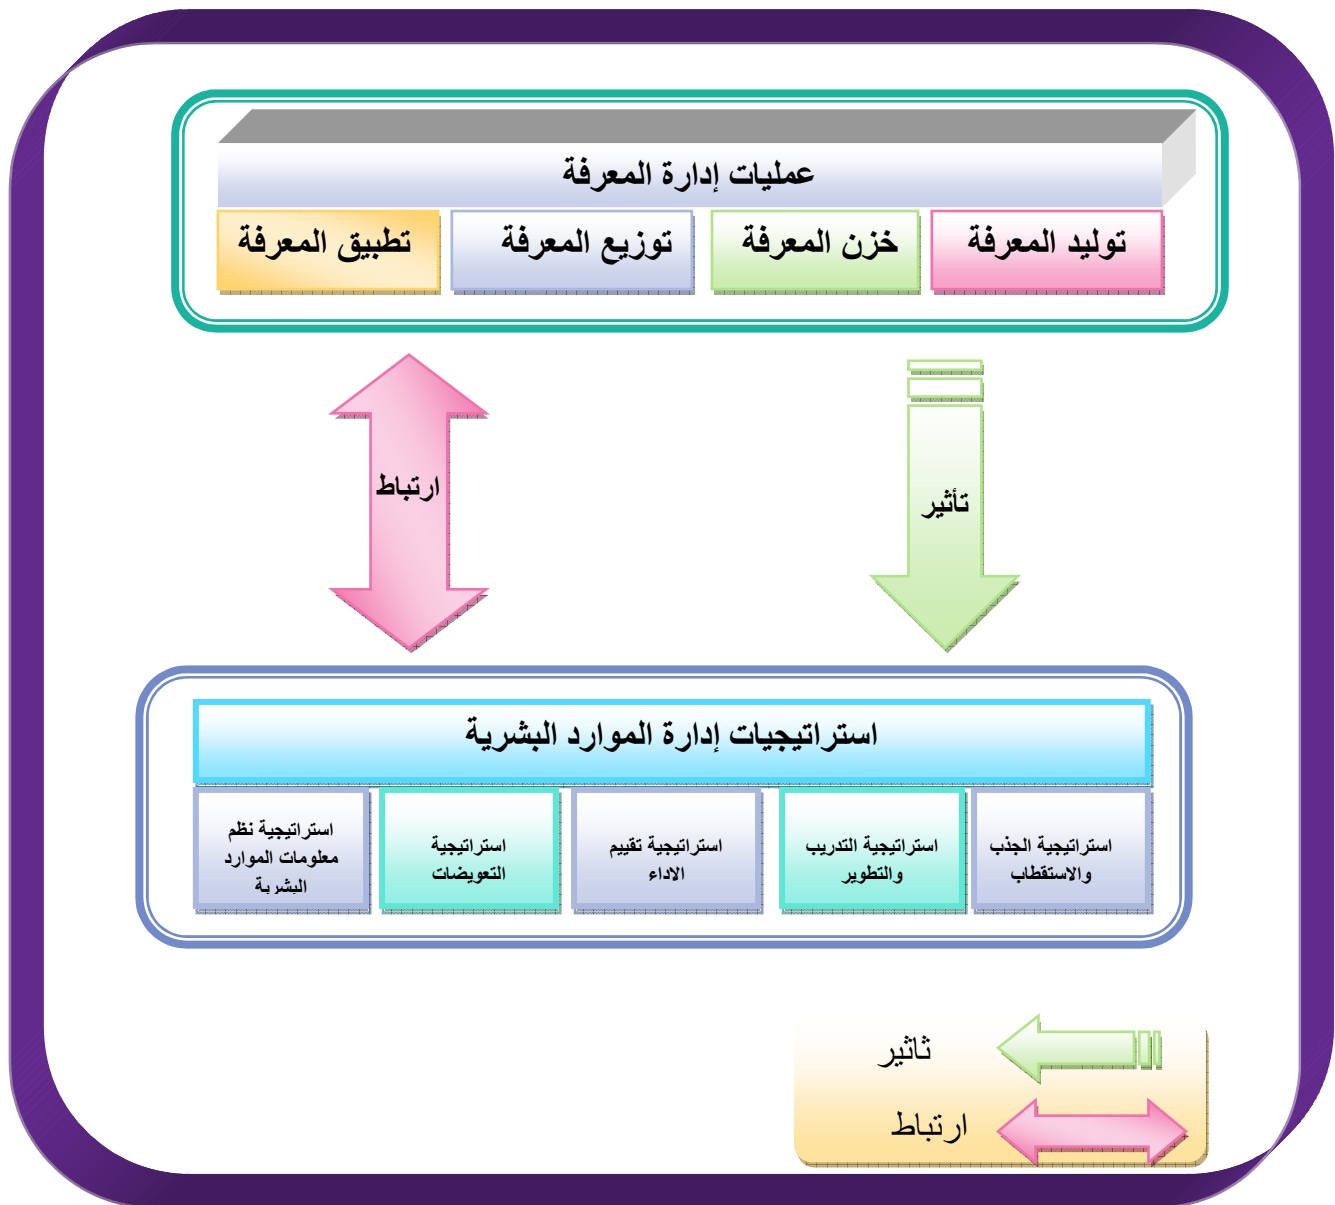 عمليات إدارة المعرفة
توليد المعرفة
خزن المعرفة
توزيع المعرفة
تطبيق المعرفة
تأثير
ارتباط
استراتيجيات إدارة الموارد البشرية
استراتيجية الجذب
والاستقطاب
استراتيجية التدريب
والتطوير
استراتيجية تقييم
الاداء
استراتيجية
التعويضات
استراتيجية نظم
معلومات الموارد
البشرية
ثاثير
ارتباط